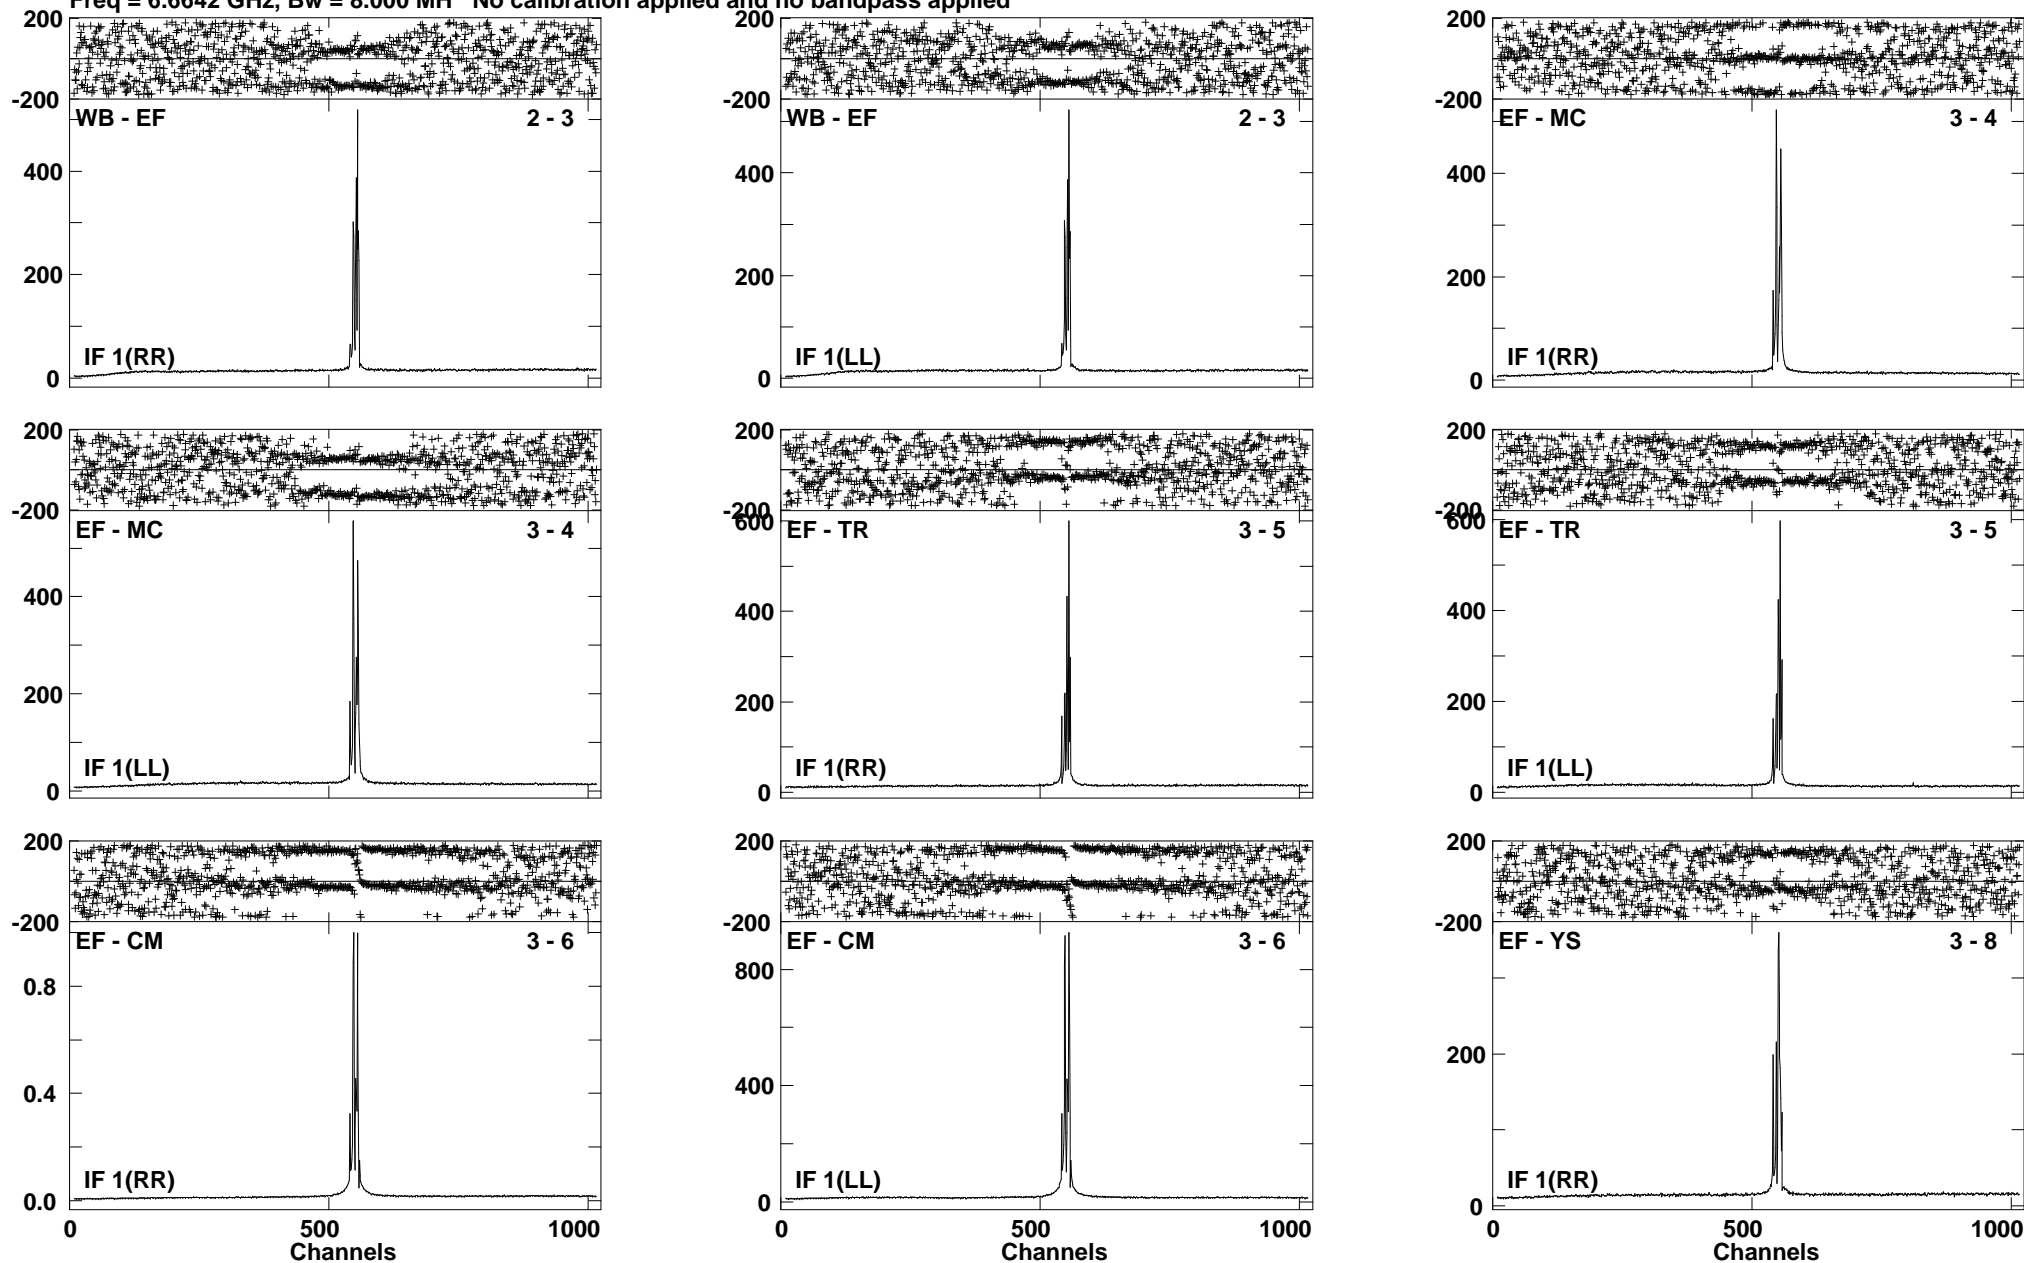 Freq = 6.6642 GHz, Bw = 8.000 MH No calibration applied and no bandpass applied
200
-200
WB - EF 2 - 3
400
200
0
IF 1(RR)
200
-200
WB - EF 2 - 3
400
200
0
IF 1(LL)
200
-200
EF - MC 3 - 4
400
200
0
IF 1(RR)
200
-200
EF - MC 3 - 4
400
200
0
IF 1(LL)
200
-200
600
EF - TR 3 - 5
400
200
0
IF 1(RR)
200
-200
600
EF - TR 3 - 5
400
200
0
IF 1(LL)
200
-200
EF - CM 3 - 6
0.8
0.4
0.0
IF 1(RR)
0 500 1000
Channels
200
-200
EF - CM 3 - 6
800
400
0
IF 1(LL)
0 500 1000
200
-200
EF - YS 3 - 8
200
0
IF 1(RR)
0 500 1000
Channels